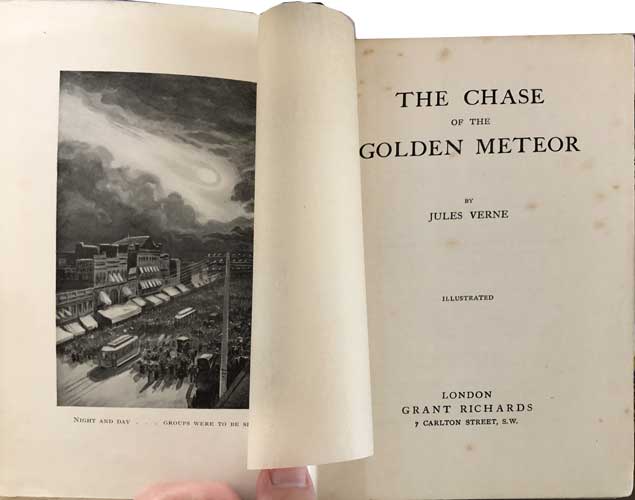 NIGHT AND DAY . . . GROUPS WERE TO BE
THE CHASE
OF THE
GOLDEN METEOR
BY
JULES VERNE
ILLUSTRATED
LONDON
GRANT RICHARDS
7 CARLTON STREET, S.W.